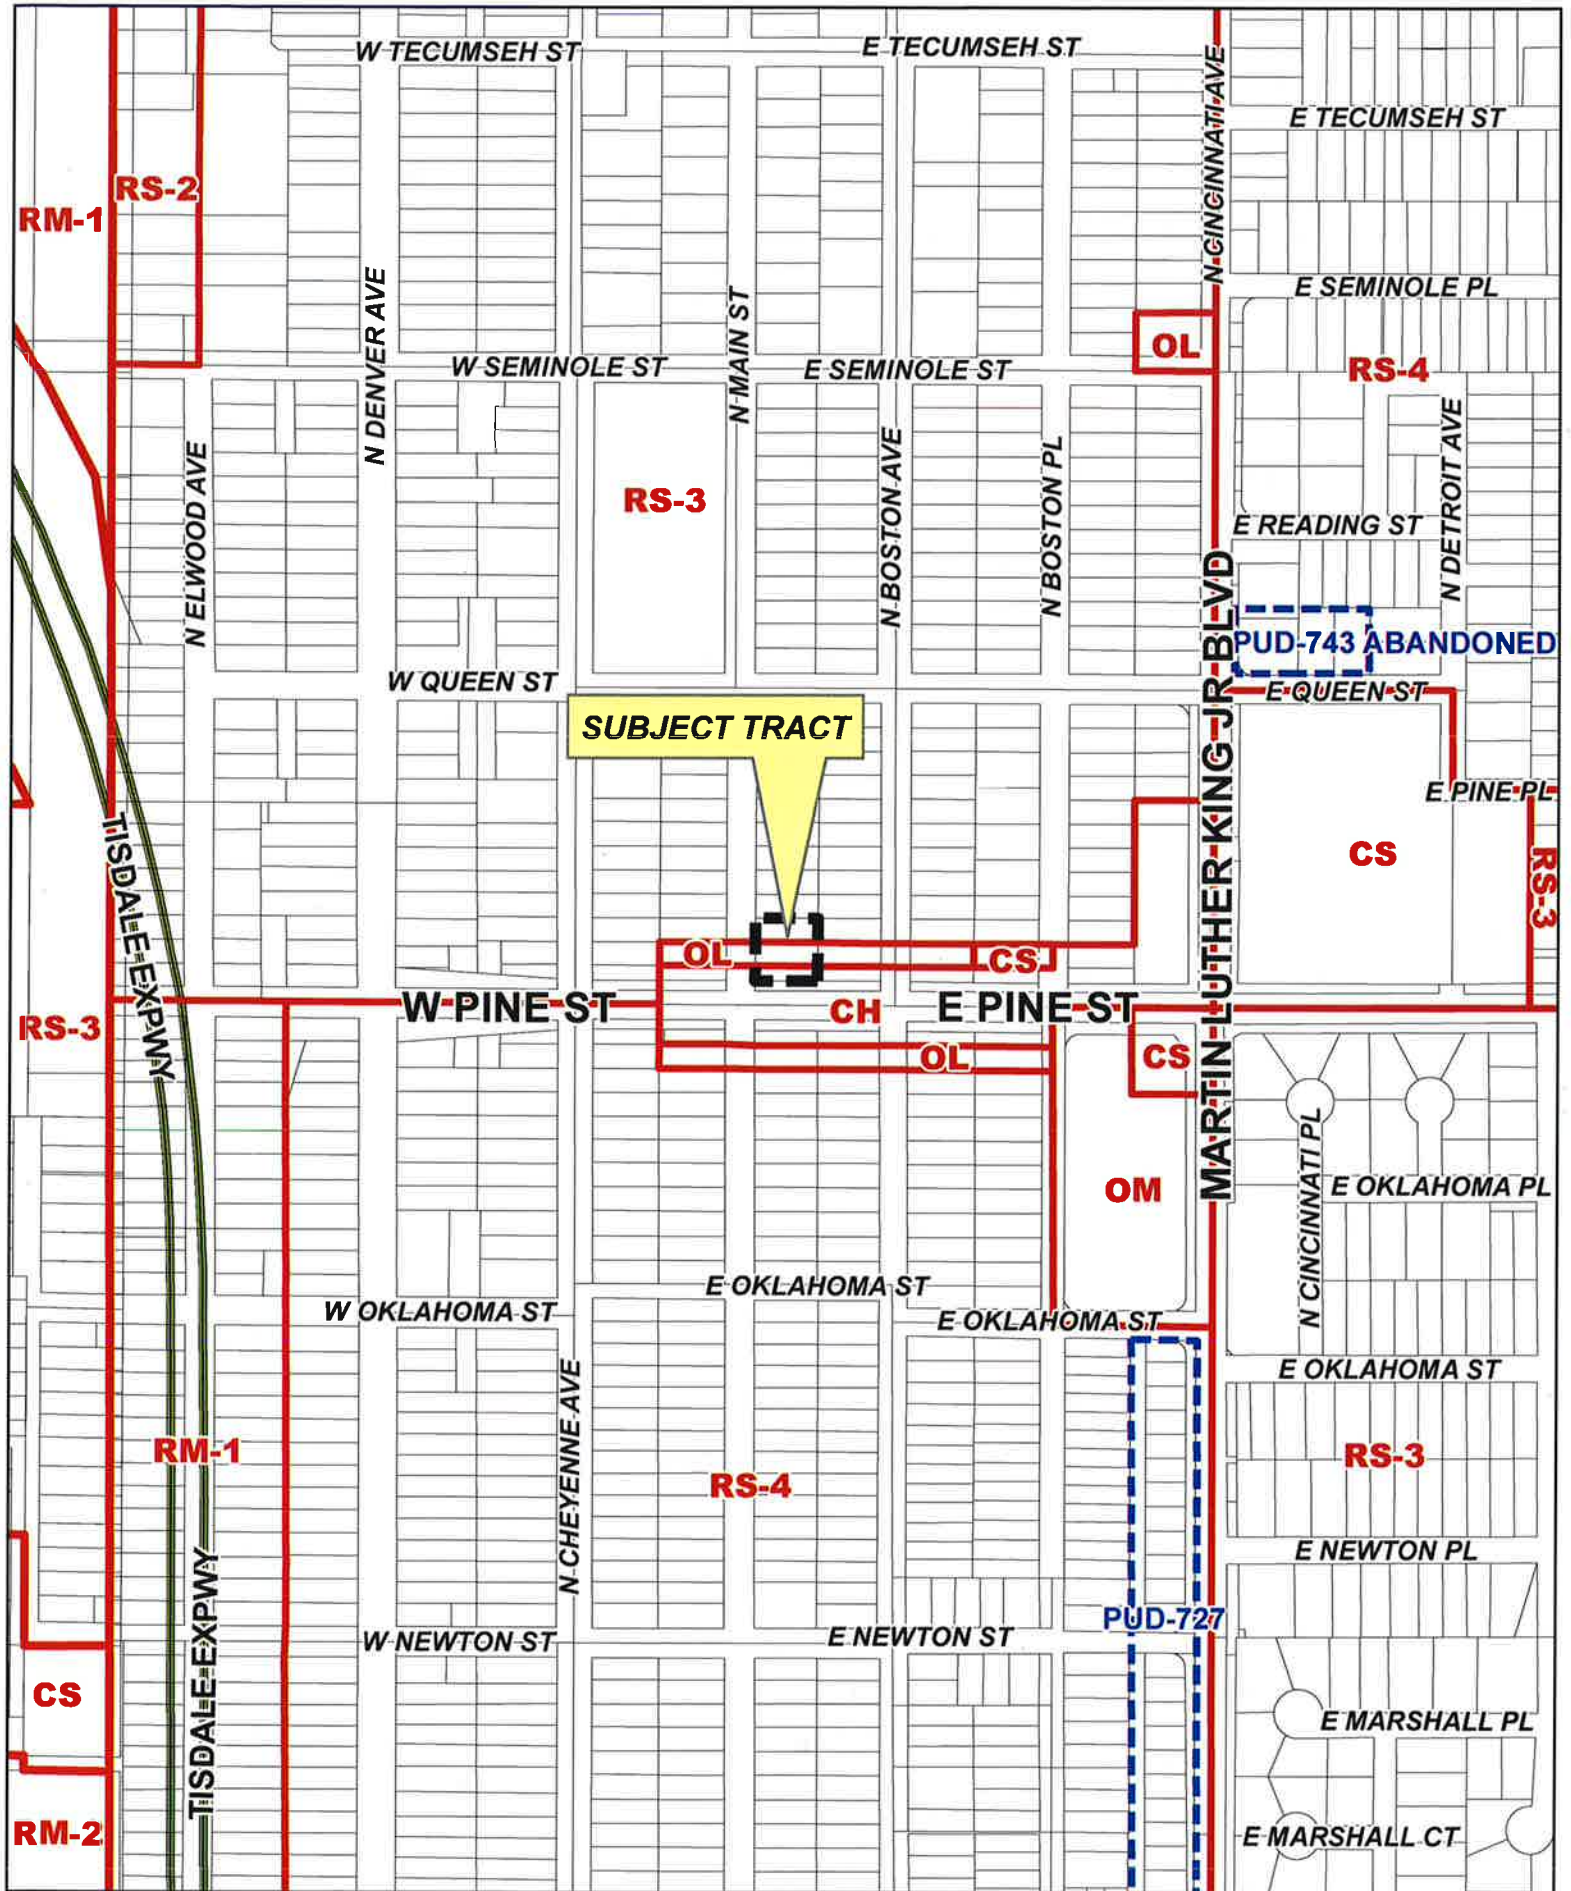 W TECUMSEH ST
E TECUMSEH ST
N CINCINNATI AVE
E TECUMSEH ST
RS-2
RM-1
E SEMINOLE PL
N DENVER AVE
N MAIN ST
OL
W SEMINOLE ST
E SEMINOLE ST
RS-4
N ELWOOD AVE
RS-3
N BOSTON AVE
N BOSTON PL
N DETROIT AVE
E READING ST
PUD-743 ABANDONED
W QUEEN ST
E QUEEN ST
SUBJECT TRACT
MARTIN LUTHER KING JR BLVD
E PINE PL
CS
RS-3
TISDALE EXPWY
OL
CS
W PINE ST
CH
E PINE ST
RS-3
OL
CS
N CINCINNATI PL
OM
E OKLAHOMA PL
E OKLAHOMA ST
W OKLAHOMA ST
E OKLAHOMA ST
E OKLAHOMA ST
N CHEYENNE AVE
RM-1
RS-4
RS-3
E NEWTON PL
TISDALE EXPWY
PUD-727
W NEWTON ST
E NEWTON ST
CS
E MARSHALL PL
RM-2
E MARSHALL CT